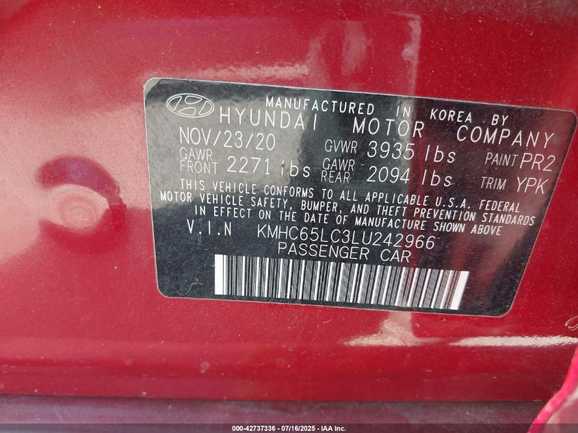 MANUFACTURED IN KOREA BY
HYUNDAI MOTOR COMPANY
NOV/23/20 GVWR 3935 lbs PAINT PR2
GAWR FRONT 2271 lbs GAWR REAR 2094 lbs TRIM YPK
THIS VEHICLE CONFORMS TO ALL APPLICABLE U.S.A. FEDERAL
MOTOR VEHICLE SAFETY, BUMPER, AND THEFT PREVENTION STANDARDS
IN EFFECT ON THE DATE OF MANUFACTURE SHOWN ABOVE
V.I.N KMHC65LC3LU242966
PASSENGER CAR
000-42737336 - 07/16/2025 - IAA Inc.